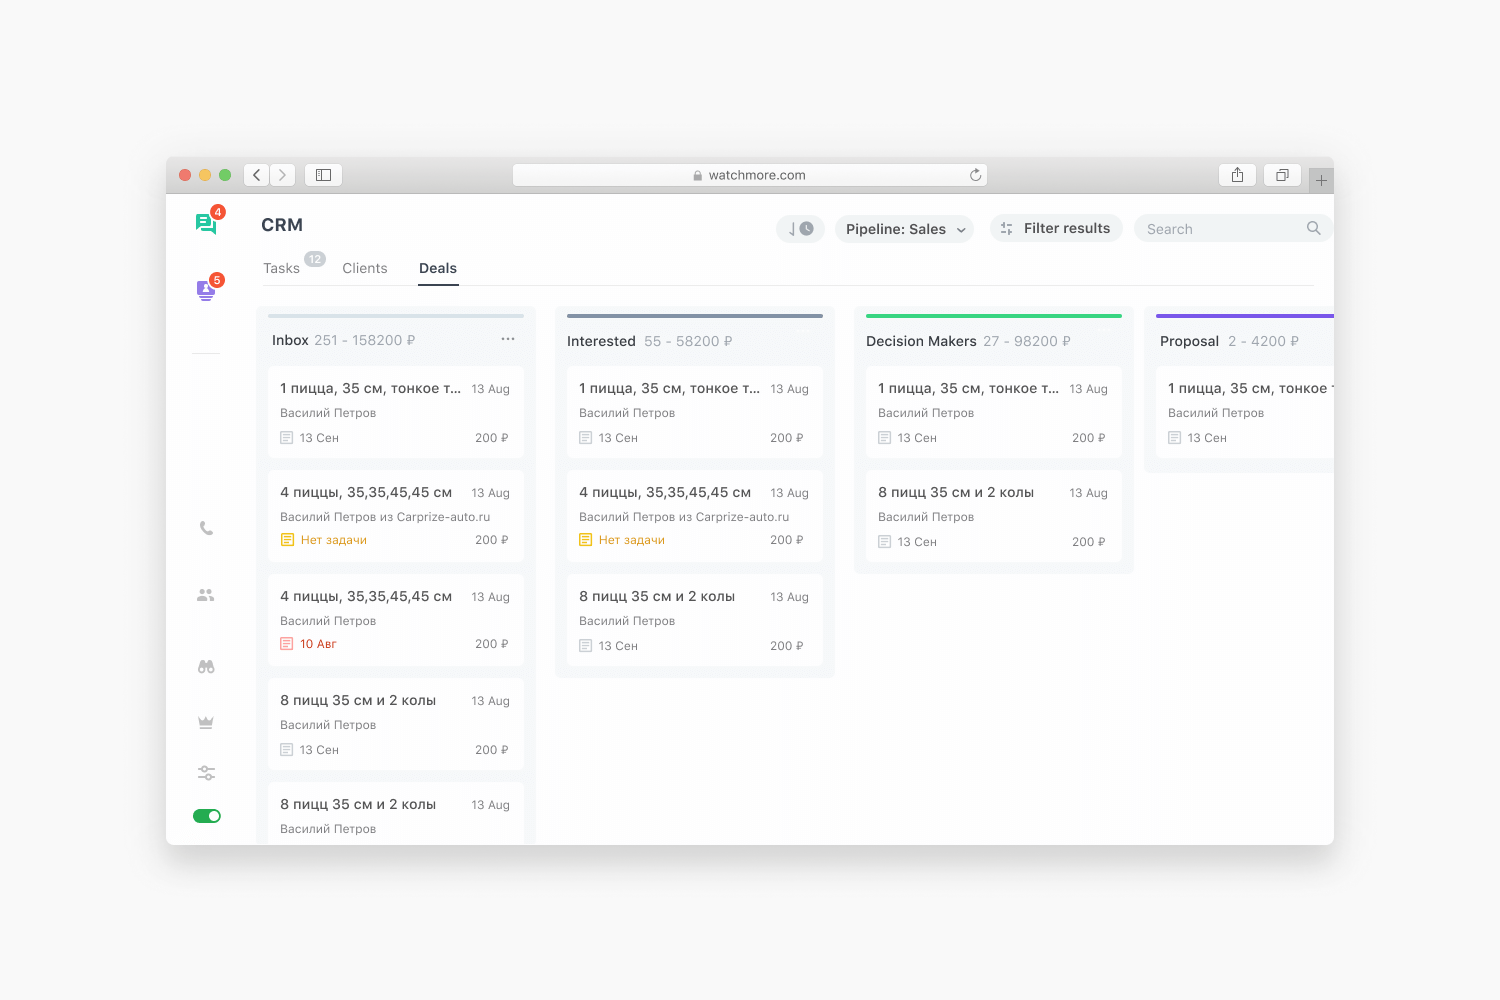 watchmore.com
4
CRM
Pipeline: Sales
Filter results
Search
5
Tasks 12
Clients
Deals
Inbox 251 - 158200 ₽
1 пицца, 35 см, тонкое т... 13 Aug
Василий Петров
13 Сен 200 ₽
4 пиццы, 35,35,45,45 см 13 Aug
Василий Петров из Carprize-auto.ru
Нет задачи 200 ₽
4 пиццы, 35,35,45,45 см 13 Aug
Василий Петров
10 Авг 200 ₽
8 пицц 35 см и 2 колы 13 Aug
Василий Петров
13 Сен 200 ₽
8 пицц 35 см и 2 колы 13 Aug
Василий Петров
Interested 55 - 58200 ₽
1 пицца, 35 см, тонкое т... 13 Aug
Василий Петров
13 Сен 200 ₽
4 пиццы, 35,35,45,45 см 13 Aug
Василий Петров из Carprize-auto.ru
Нет задачи 200 ₽
8 пицц 35 см и 2 колы 13 Aug
Василий Петров
13 Сен 200 ₽
Decision Makers 27 - 98200 ₽
1 пицца, 35 см, тонкое т... 13 Aug
Василий Петров
13 Сен 200 ₽
8 пицц 35 см и 2 колы 13 Aug
Василий Петров
13 Сен 200 ₽
Proposal 2 - 4200 ₽
1 пицца, 35 см, тонкое
Василий Петров
13 Сен